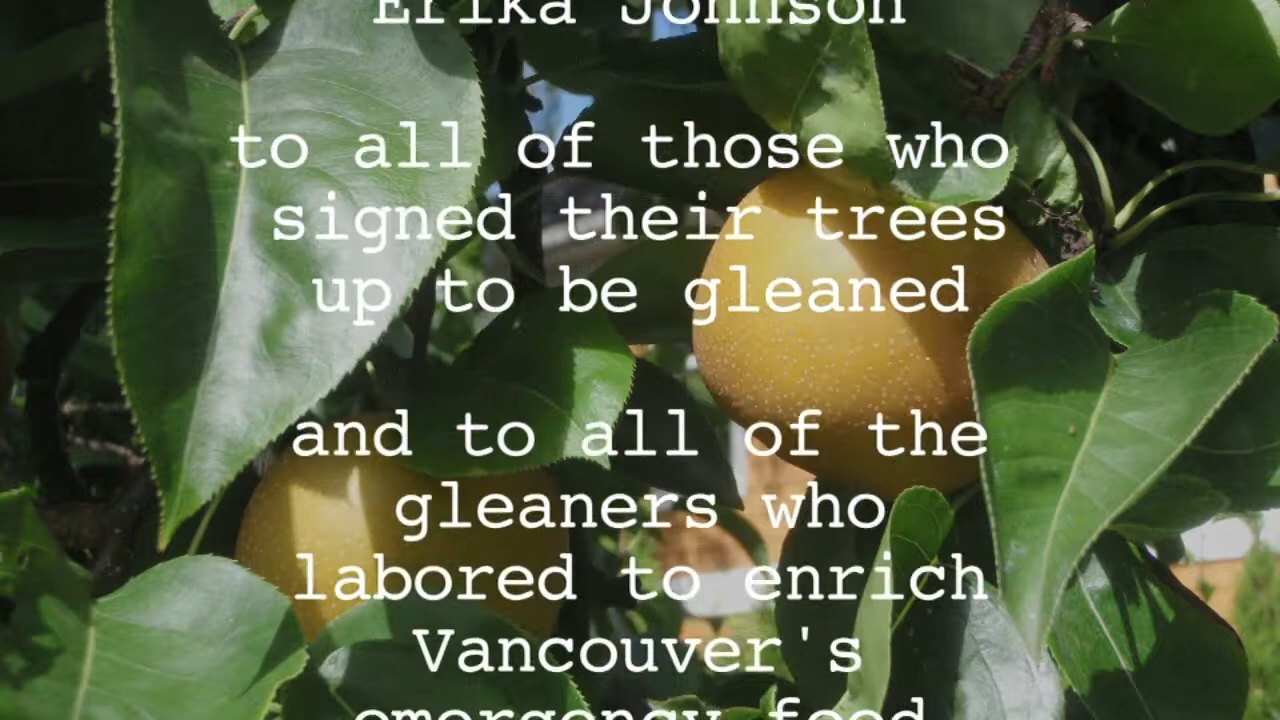 Erika Johnson
to all of those who
signed their trees
up to be gleaned
and to all of the
gleaners who
labored to enrich
Vancouver's
emergency food